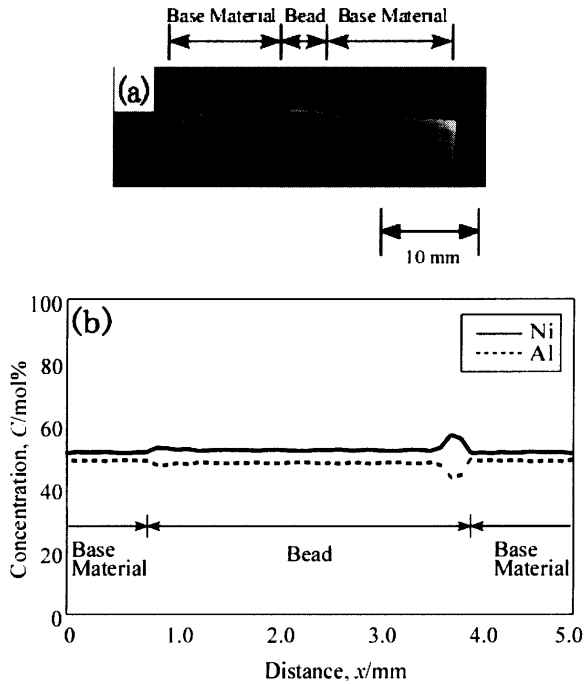 Base Material Bead Base Material
(a)
10 mm
(b)
Ni
Al
Concentration, C/mol%
100
80
60
40
20
0
Base
Material
Bead
Base
Material
0 1.0 2.0 3.0 4.0 5.0
Distance, x/mm